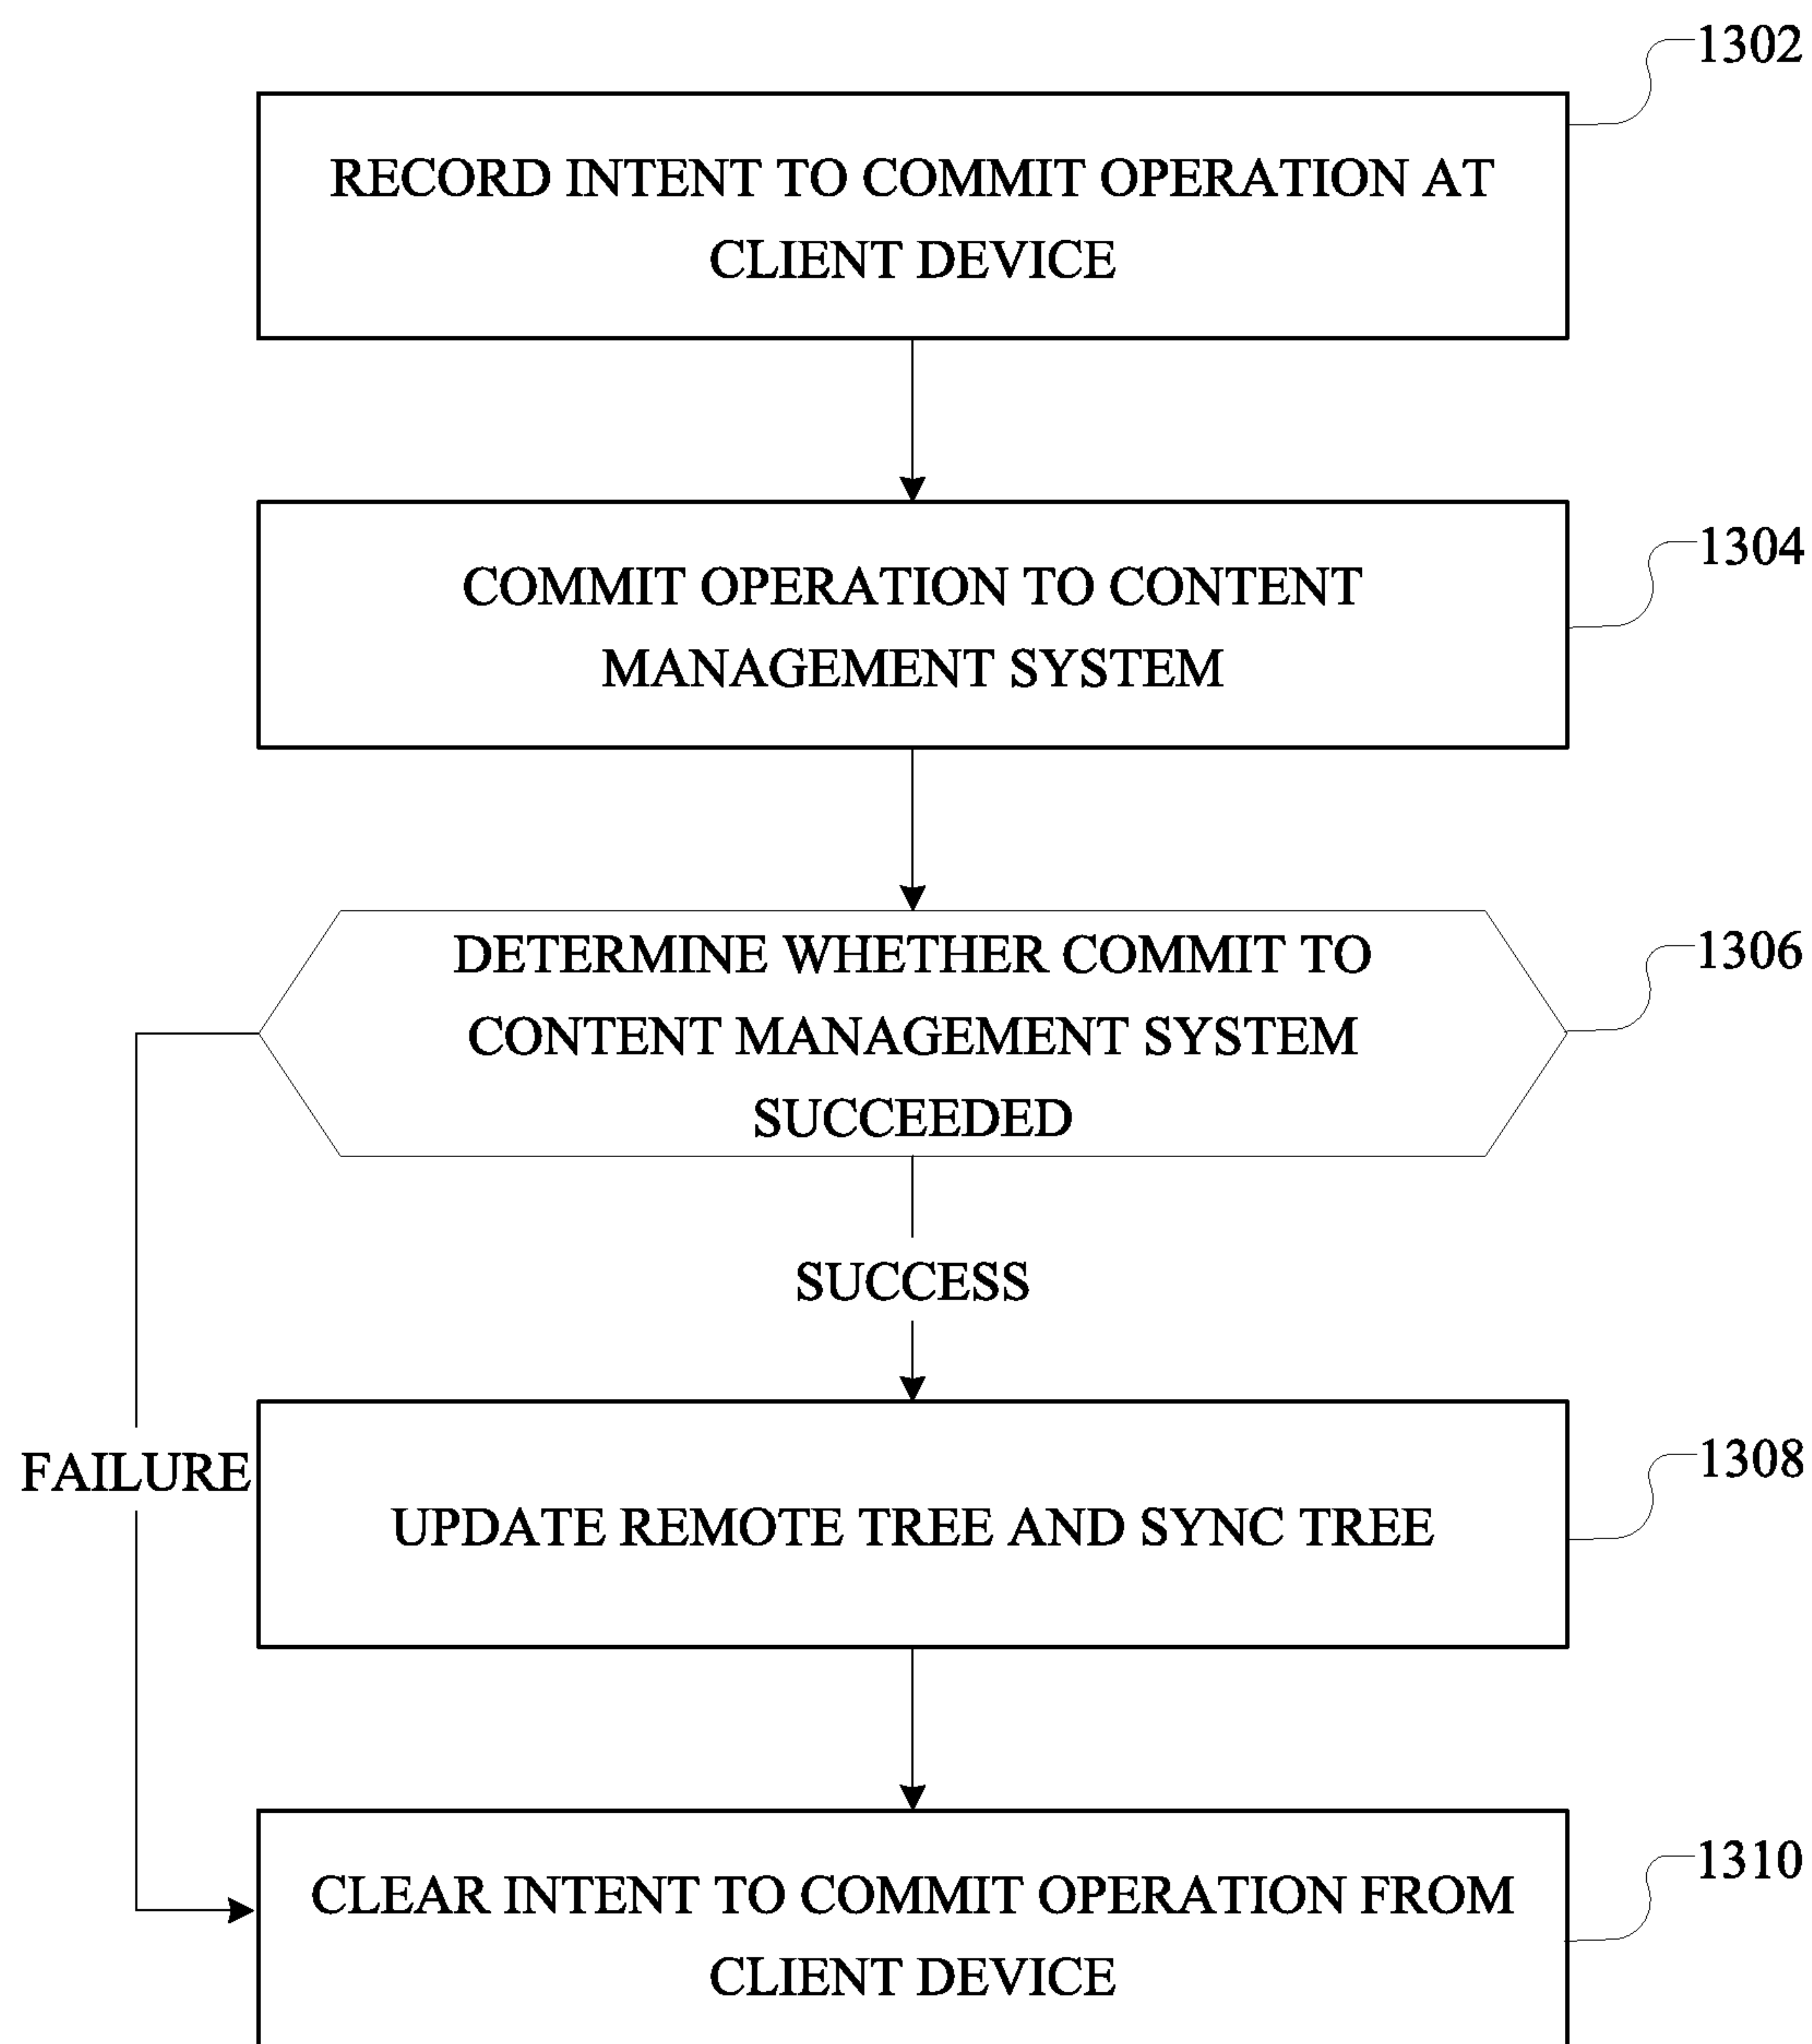 1302
RECORD INTENT TO COMMIT OPERATION AT
CLIENT DEVICE
1304
COMMIT OPERATION TO CONTENT
MANAGEMENT SYSTEM
1306
DETERMINE WHETHER COMMIT TO
CONTENT MANAGEMENT SYSTEM
SUCCEEDED
SUCCESS
FAILURE
1308
UPDATE REMOTE TREE AND SYNC TREE
1310
CLEAR INTENT TO COMMIT OPERATION FROM
CLIENT DEVICE